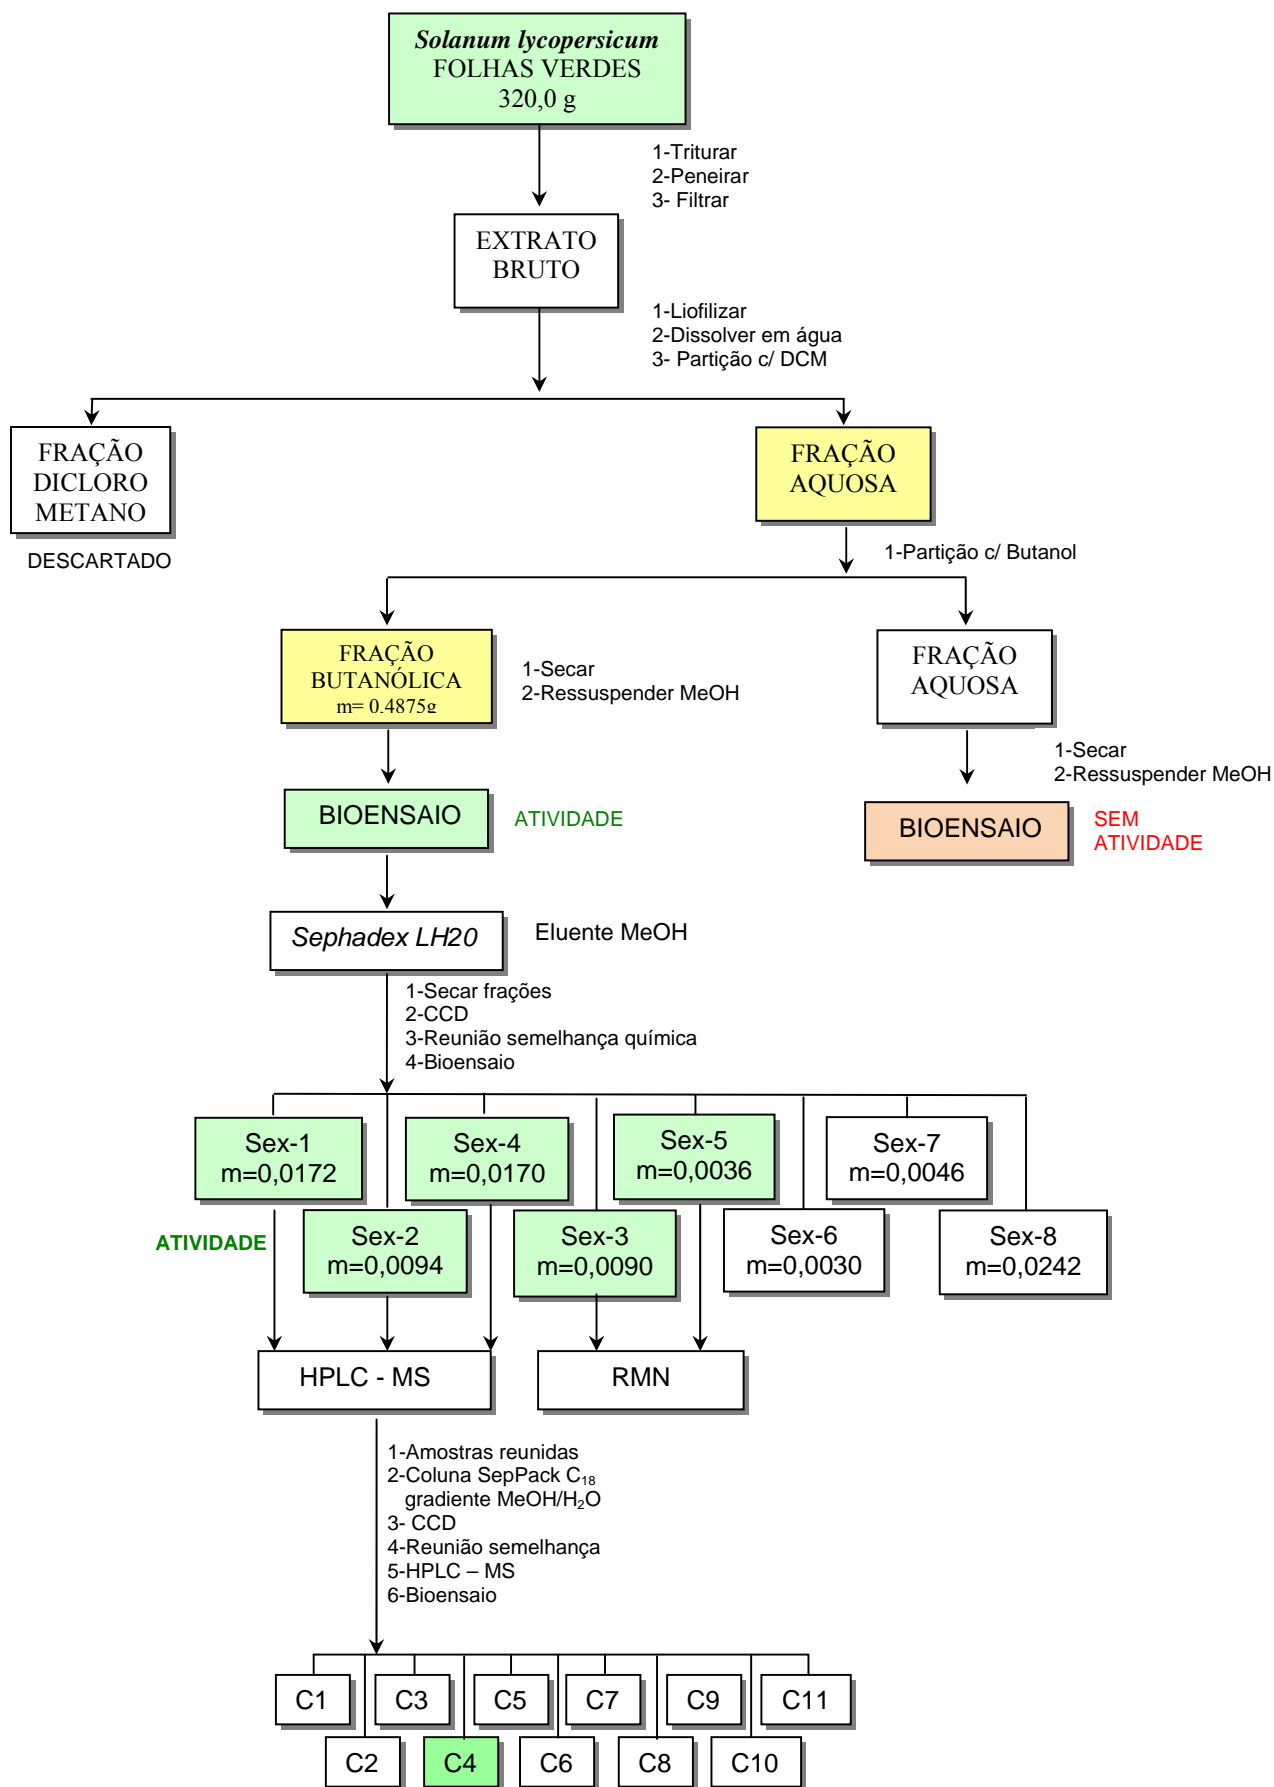 Solanum lycopersicum
FOLHAS VERDES
320,0 g
1-Triturar
2-Peneirar
3- Filtrar
EXTRATO
BRUTO
1-Liofilizar
2-Dissolver em água
3- Partição c/ DCM
FRAÇÃO
DICLORO
METANO
DESCARTADO
FRAÇÃO
AQUOSA
1-Partição c/ Butanol
FRAÇÃO
BUTANÓLICA
m= 0,4875g
1-Secar
2-Ressuspender MeOH
FRAÇÃO
AQUOSA
1-Secar
2-Ressuspender MeOH
BIOENSAIO
ATIVIDADE
BIOENSAIO
SEM
ATIVIDADE
Sephadex LH20
Eluente MeOH
1-Secar frações
2-CCD
3-Reunião semelhança química
4-Bioensaio
Sex-1
m=0,0172
Sex-4
m=0,0170
Sex-5
m=0,0036
Sex-7
m=0,0046
ATIVIDADE
Sex-2
m=0,0094
Sex-3
m=0,0090
Sex-6
m=0,0030
Sex-8
m=0,0242
HPLC - MS
RMN
1-Amostras reunidas
2-Coluna SepPack C18
gradiente MeOH/H2O
3- CCD
4-Reunião semelhança
5-HPLC – MS
6-Bioensaio
C1
C3
C5
C7
C9
C11
C2
C4
C6
C8
C10